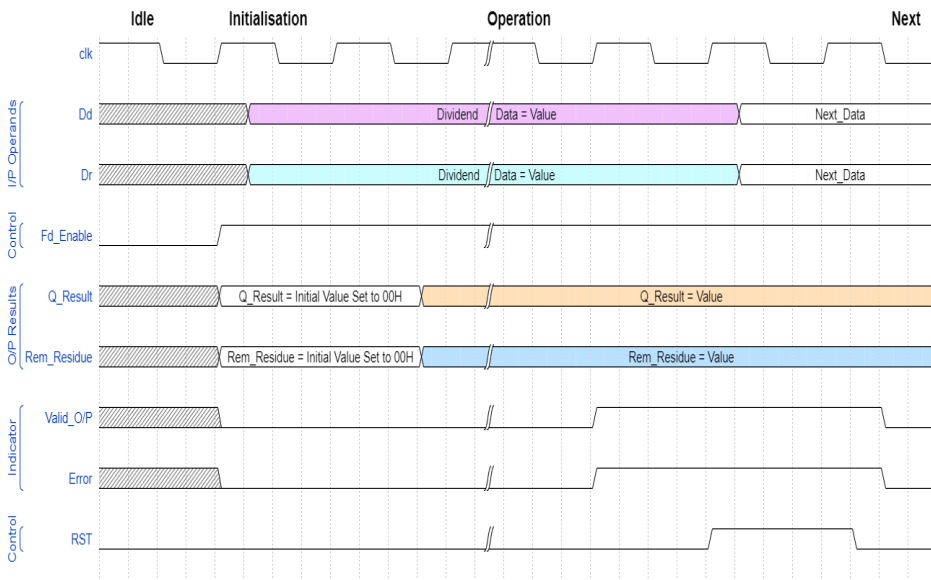 Idle Initialisation Operation Next
clk
I/P Operands
Dd Dividend Data = Value Next_Data
Dr Dividend Data = Value Next_Data
Control
Fd_Enable
O/P Results
Q_Result Q_Result = Initial Value Set to 00H Q_Result = Value
Rem_Residue Rem_Residue = Initial Value Set to 00H Rem_Residue = Value
Indicator
Valid_O/P
Error
Control
RST